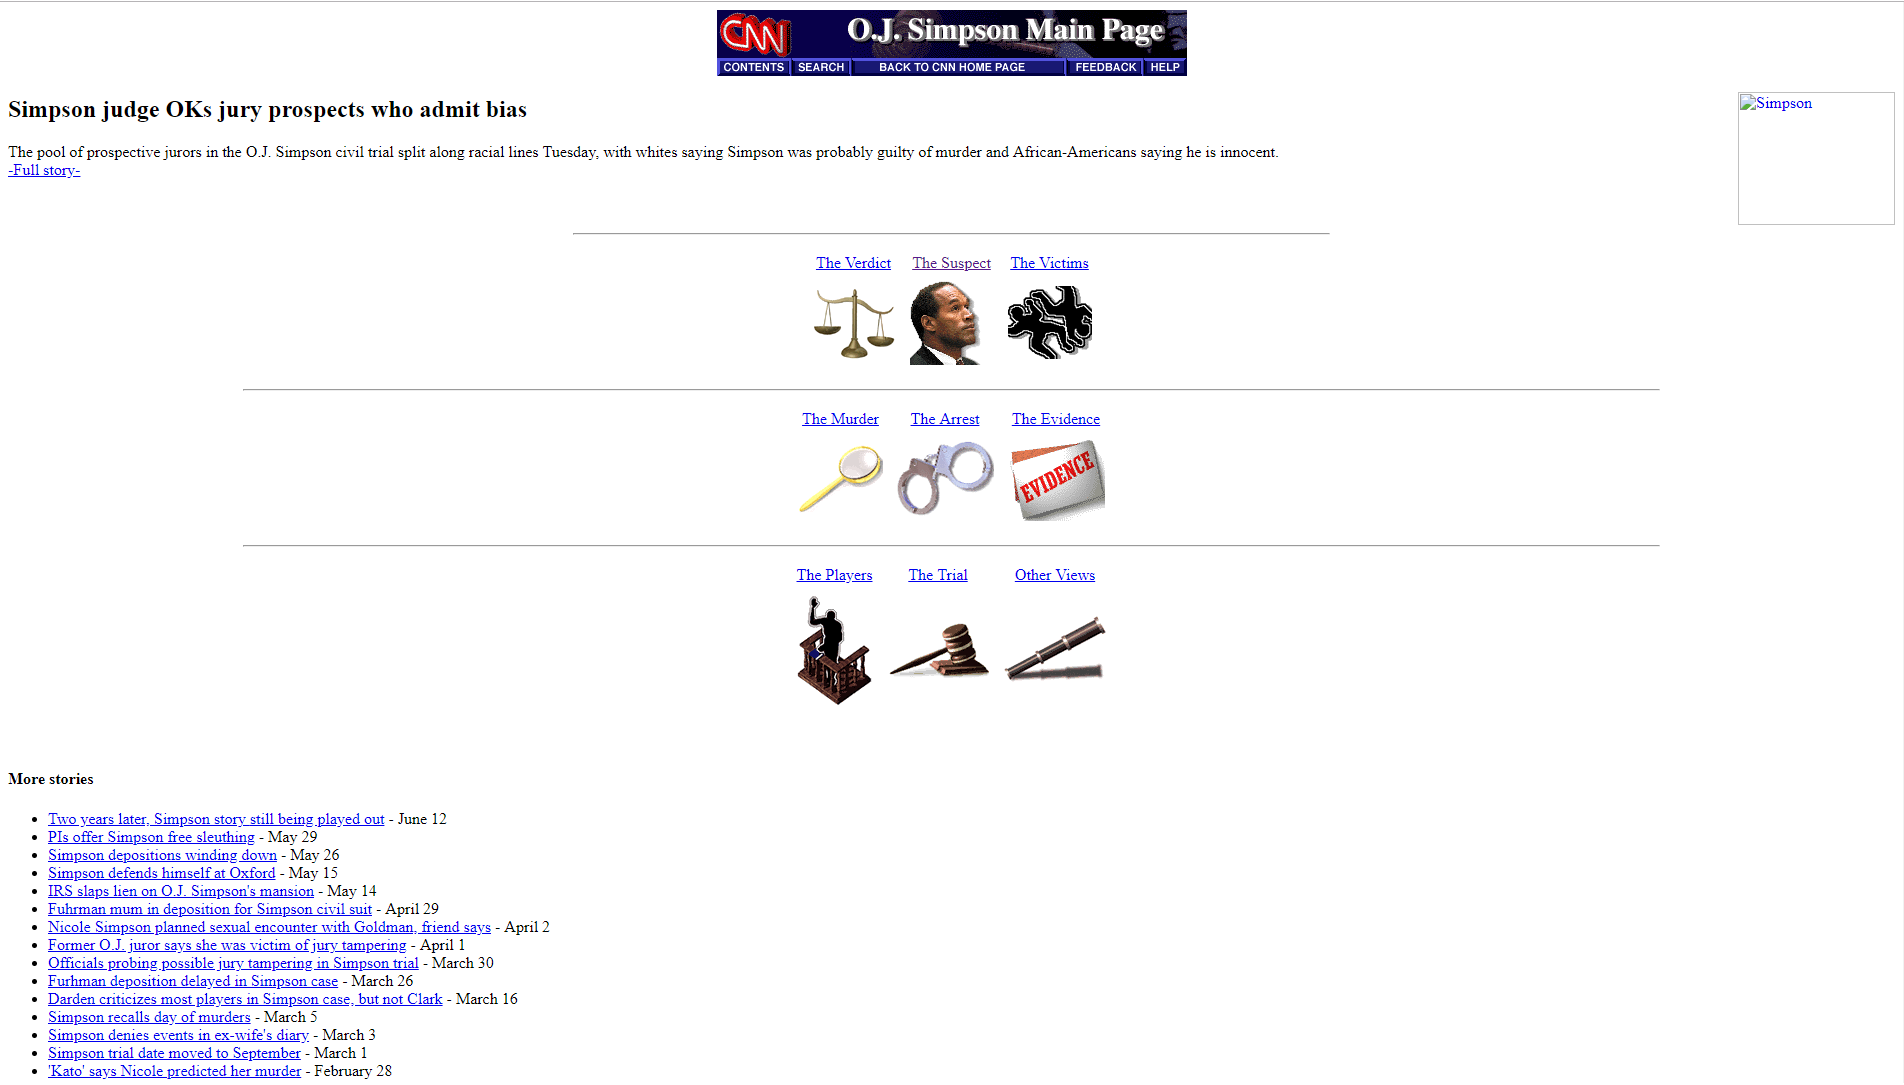 CNN O.J. Simpson Main Page
CONTENTS SEARCH BACK TO CNN HOME PAGE FEEDBACK HELP
Simpson judge OKs jury prospects who admit bias
Simpson
The pool of prospective jurors in the O.J. Simpson civil trial split along racial lines Tuesday, with whites saying Simpson was probably guilty of murder and African-Americans saying he is innocent.
-Full story-
The Verdict The Suspect The Victims
The Murder The Arrest The Evidence
EVIDENCE
The Players The Trial Other Views
More stories
Two years later, Simpson story still being played out - June 12
PIs offer Simpson free sleuthing - May 29
Simpson depositions winding down - May 26
Simpson defends himself at Oxford - May 15
IRS slaps lien on O.J. Simpson's mansion - May 14
Fuhrman mum in deposition for Simpson civil suit - April 29
Nicole Simpson planned sexual encounter with Goldman, friend says - April 2
Former O.J. juror says she was victim of jury tampering - April 1
Officials probing possible jury tampering in Simpson trial - March 30
Furhman deposition delayed in Simpson case - March 26
Darden criticizes most players in Simpson case, but not Clark - March 16
Simpson recalls day of murders - March 5
Simpson denies events in ex-wife's diary - March 3
Simpson trial date moved to September - March 1
'Kato' says Nicole predicted her murder - February 28